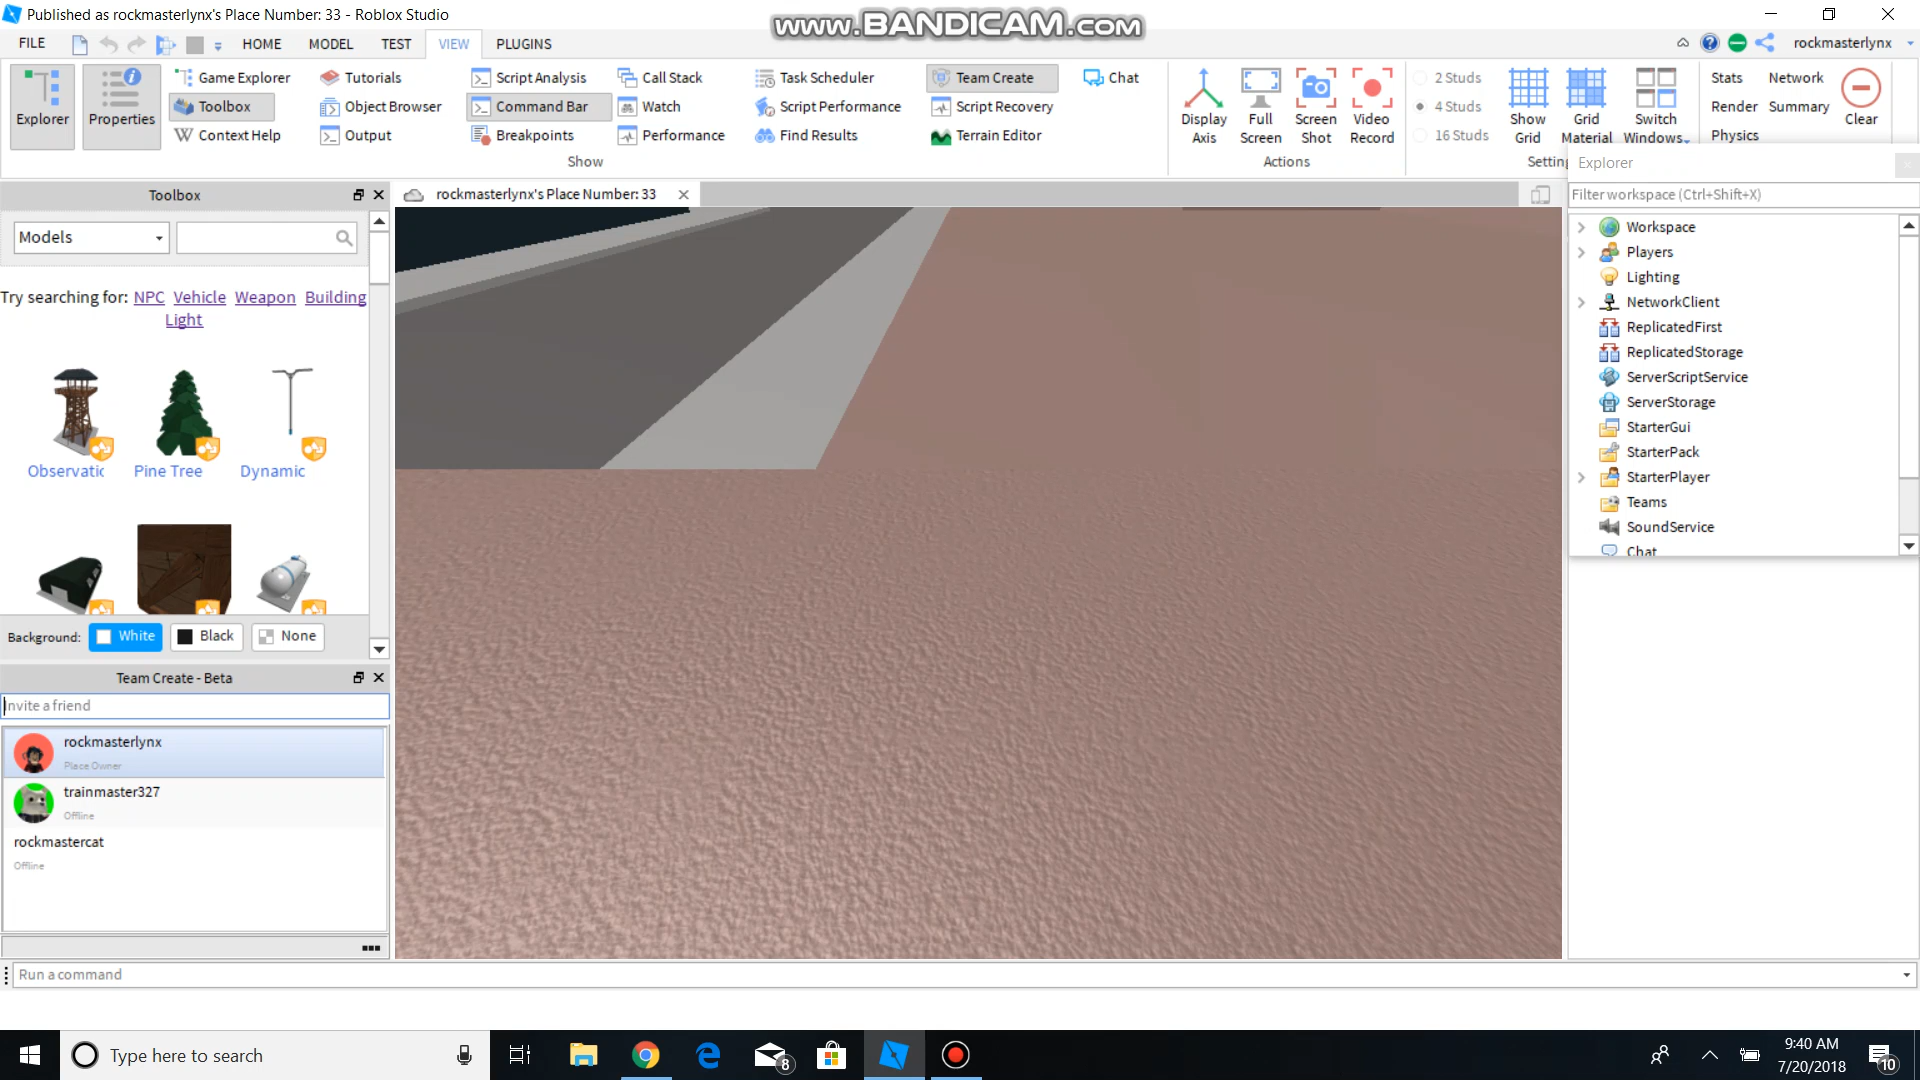 Published as rockmasterlynx's Place Number: 33 - Roblox Studio
www.BANDICAM.com
FILE HOME MODEL TEST VIEW PLUGINS rockmasterlynx
Explorer
Properties
Game Explorer
Toolbox
Context Help
Tutorials
Object Browser
Output
Script Analysis
Command Bar
Breakpoints
Call Stack
Watch
Performance
Task Scheduler
Script Performance
Find Results
Team Create
Script Recovery
Terrain Editor
Chat
Show
Display Axis
Full Screen
Screen Shot
Video Record
Actions
2 Studs
4 Studs
16 Studs
Show Grid
Grid Material
Switch Windows
Stats
Network
Render
Summary
Physics
Clear
Toolbox
rockmasterlynx's Place Number: 33
Models
Try searching for: NPC Vehicle Weapon Building
Light
Pine Tree
Dynamic
Background: White Black None
Team Create - Beta
Invite a friend
rockmasterlynx
Place Owner
trainmaster327
Offline
rockmastercat
Offline
Explorer
Filter workspace (Ctrl+Shift+X)
Workspace
Players
Lighting
NetworkClient
ReplicatedFirst
ReplicatedStorage
ServerScriptService
ServerStorage
StarterGui
StarterPack
StarterPlayer
Teams
SoundService
Chat
Run a command
Type here to search
8
9:40 AM
7/20/2018
10